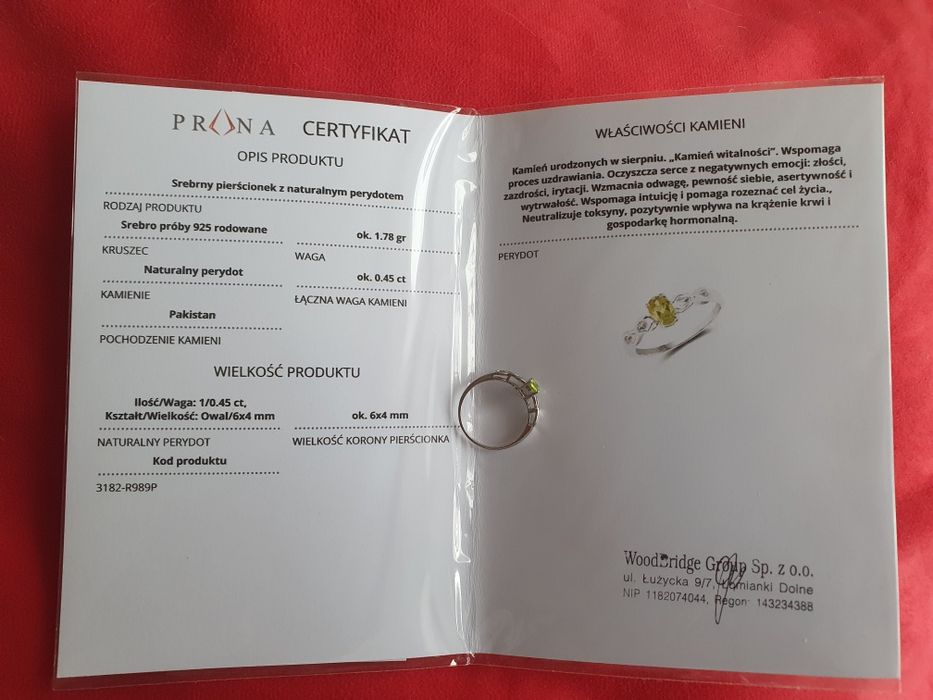 PRANA CERTYFIKAT
OPIS PRODUKTU
Srebrny pierścionek z naturalnym perydotem
RODZAJ PRODUKTU
Srebro próby 925 rodowane
ok. 1.78 gr
KRUSZEC
WAGA
Naturalny perydot
ok. 0.45 ct
KAMIENIE
ŁĄCZNA WAGA KAMIENI
Pakistan
POCHODZENIE KAMIENI
WIELKOŚĆ PRODUKTU
Ilość/Waga: 1/0.45 ct,
Kształt/Wielkość: Owal/6x4 mm
ok. 6x4 mm
NATURALNY PERYDOT
WIELKOŚĆ KORONY PIERŚCIONKA
Kod produktu
3182-R989P
WŁAŚCIWOŚCI KAMIENI
Kamień urodzonych w sierpniu. „Kamień witalności”. Wspomaga
proces uzdrawiania. Oczyszcza serce z negatywnych emocji: złości,
zazdrości, irytacji. Wzmacnia odwagę, pewność siebie, asertywność i
wytrwałość. Wspomaga intuicję i pomaga rozeznać cel życia.,
Neutralizuje toksyny, pozytywnie wpływa na krążenie krwi i
gospodarkę hormonalną.
PERYDOT
WoodBridge Group Sp. z o.o.
ul. Łużycka 9/7, Łomianki Dolne
NIP 1182074044, Regon: 143234388